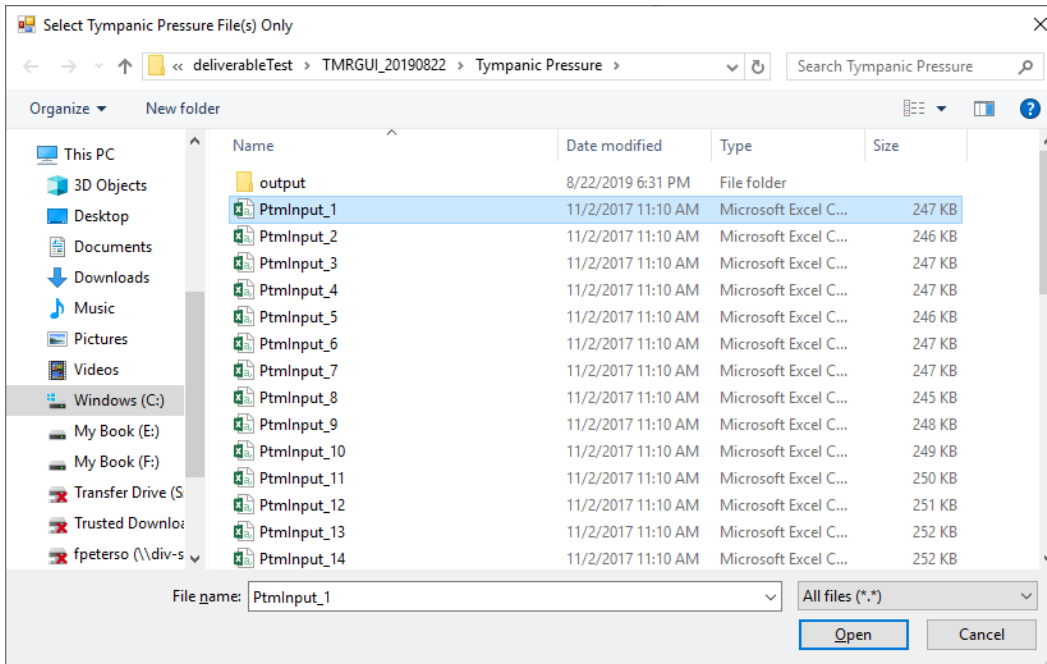 Select Tympanic Pressure File(s) Only
« deliverableTest › TMRGUI_20190822 › Tympanic Pressure ›
Search Tympanic Pressure
Organize
New folder
Name Date modified Type Size
This PC
3D Objects
Desktop
Documents
Downloads
Music
Pictures
Videos
Windows (C:)
My Book (E:)
My Book (F:)
Transfer Drive (S:
Trusted Downloa
fpeterso (\\div-s
output 8/22/2019 6:31 PM File folder
PtmInput_1 11/2/2017 11:10 AM Microsoft Excel C... 247 KB
PtmInput_2 11/2/2017 11:10 AM Microsoft Excel C... 246 KB
PtmInput_3 11/2/2017 11:10 AM Microsoft Excel C... 247 KB
PtmInput_4 11/2/2017 11:10 AM Microsoft Excel C... 247 KB
PtmInput_5 11/2/2017 11:10 AM Microsoft Excel C... 246 KB
PtmInput_6 11/2/2017 11:10 AM Microsoft Excel C... 247 KB
PtmInput_7 11/2/2017 11:10 AM Microsoft Excel C... 247 KB
PtmInput_8 11/2/2017 11:10 AM Microsoft Excel C... 245 KB
PtmInput_9 11/2/2017 11:10 AM Microsoft Excel C... 248 KB
PtmInput_10 11/2/2017 11:10 AM Microsoft Excel C... 249 KB
PtmInput_11 11/2/2017 11:10 AM Microsoft Excel C... 250 KB
PtmInput_12 11/2/2017 11:10 AM Microsoft Excel C... 251 KB
PtmInput_13 11/2/2017 11:10 AM Microsoft Excel C... 252 KB
PtmInput_14 11/2/2017 11:10 AM Microsoft Excel C... 252 KB
File name: PtmInput_1
All files (*.*)
Open
Cancel